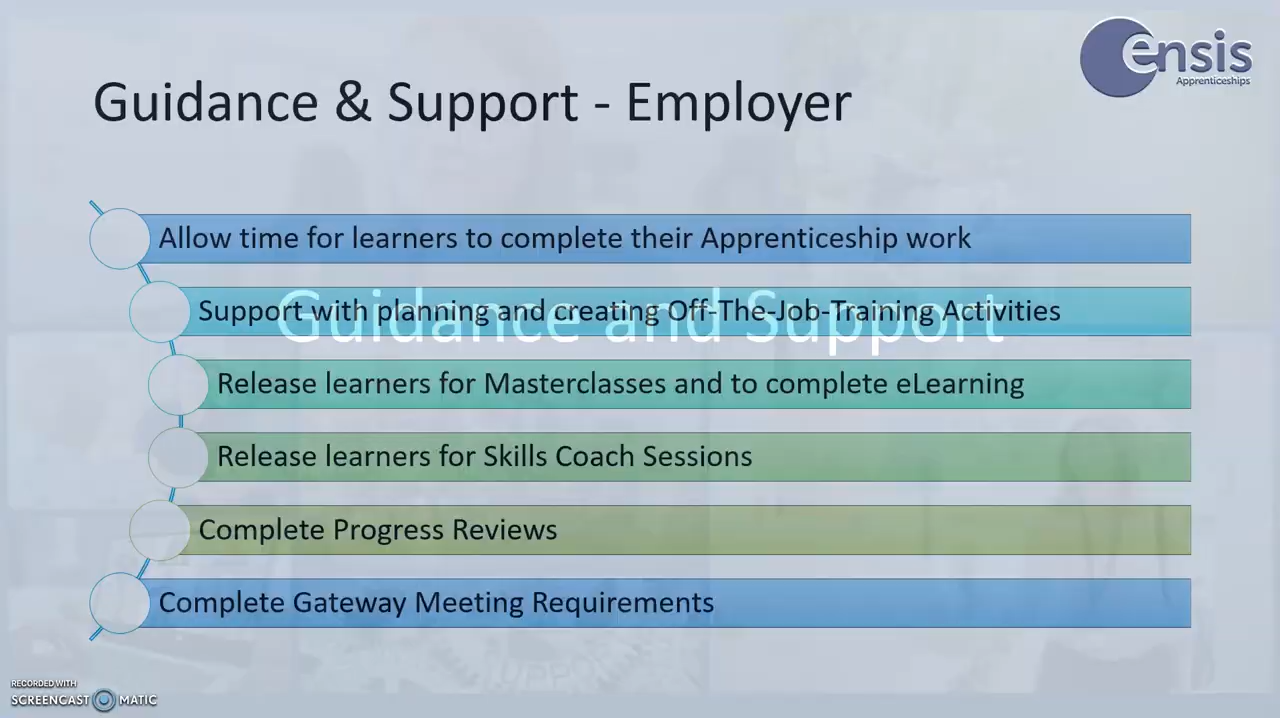 ensis
Apprenticeships
Guidance & Support - Employer
Allow time for learners to complete their Apprenticeship work
Support with planning and creating Off-The-Job-Training Activities
Guidance and Support
Release learners for Masterclasses and to complete eLearning
Release learners for Skills Coach Sessions
Complete Progress Reviews
Complete Gateway Meeting Requirements
SUPPORT
RECORDED WITH
SCREENCAST MATIC